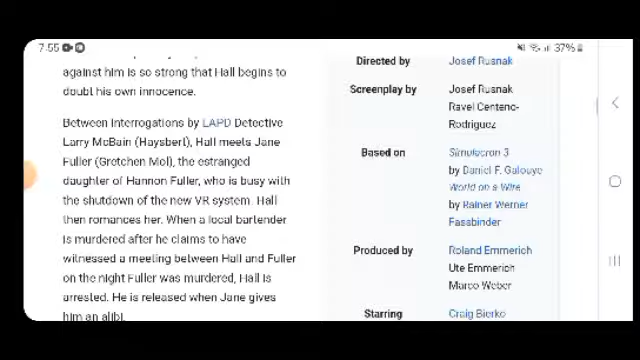 7:55
37%
against him is so strong that Hall begins to
doubt his own innocence.
Between interrogations by LAPD Detective
Larry McBain (Haysbert), Hall meets Jane
Fuller (Gretchen Mol), the estranged
daughter of Hannon Fuller, who is busy with
the shutdown of the new VR system. Hall
then romances her. When a local bartender
is murdered after he claims to have
witnessed a meeting between Hall and Fuller
on the night Fuller was murdered, Hall is
arrested. He is released when Jane gives
him an alibi.
Directed by
Josef Rusnak
Screenplay by
Josef Rusnak
Ravel Centeno-
Rodriguez
Based on
Simulacron 3
by Daniel F. Galouye
World on a Wire
by Rainer Werner
Fassbinder
Produced by
Roland Emmerich
Ute Emmerich
Marco Weber
Starring
Craig Bierko